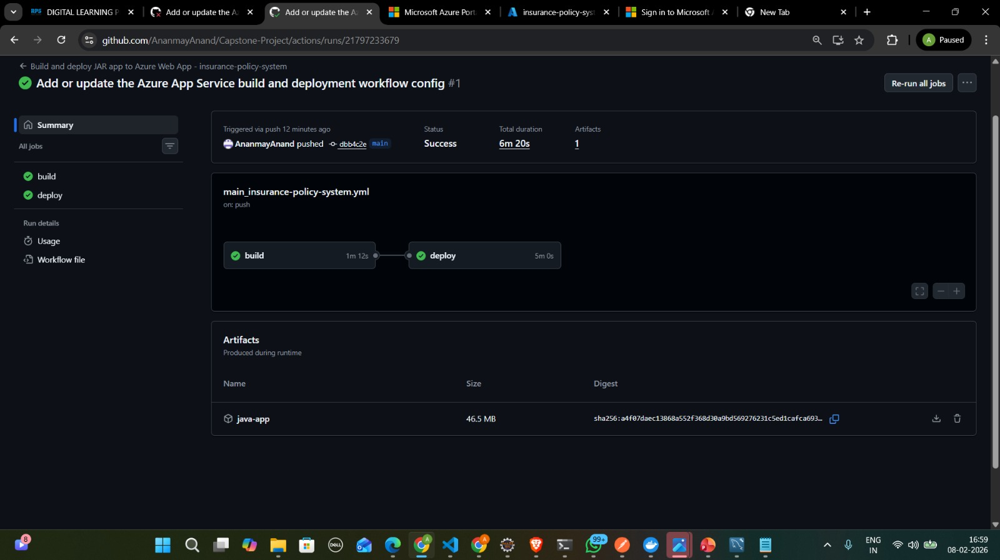 DIGITAL LEARNING P
Add or update the Az
Add or update the Az
Microsoft Azure Port
insurance-policy-syst
Sign in to Microsoft A
New Tab
github.com/AnanmayAnand/Capstone-Project/actions/runs/21797233679
A Paused
← Build and deploy JAR app to Azure Web App - insurance-policy-system
Add or update the Azure App Service build and deployment workflow config #1
Re-run all jobs
Summary
All jobs
build
deploy
Run details
Usage
Workflow file
Triggered via push 12 minutes ago
AnanmayAnand pushed dbb4c2e main
Status
Success
Total duration
6m 20s
Artifacts
1
main_insurance-policy-system.yml
on: push
build 1m 12s
deploy 5m 0s
Artifacts
Produced during runtime
Name Size Digest
java-app 46.5 MB sha256:a4f07daec13868a552f368d30a9bd569276231c5ed1cafca693...
8
DELL
A
A
99+
ENG
IN
16:59
08-02-2026